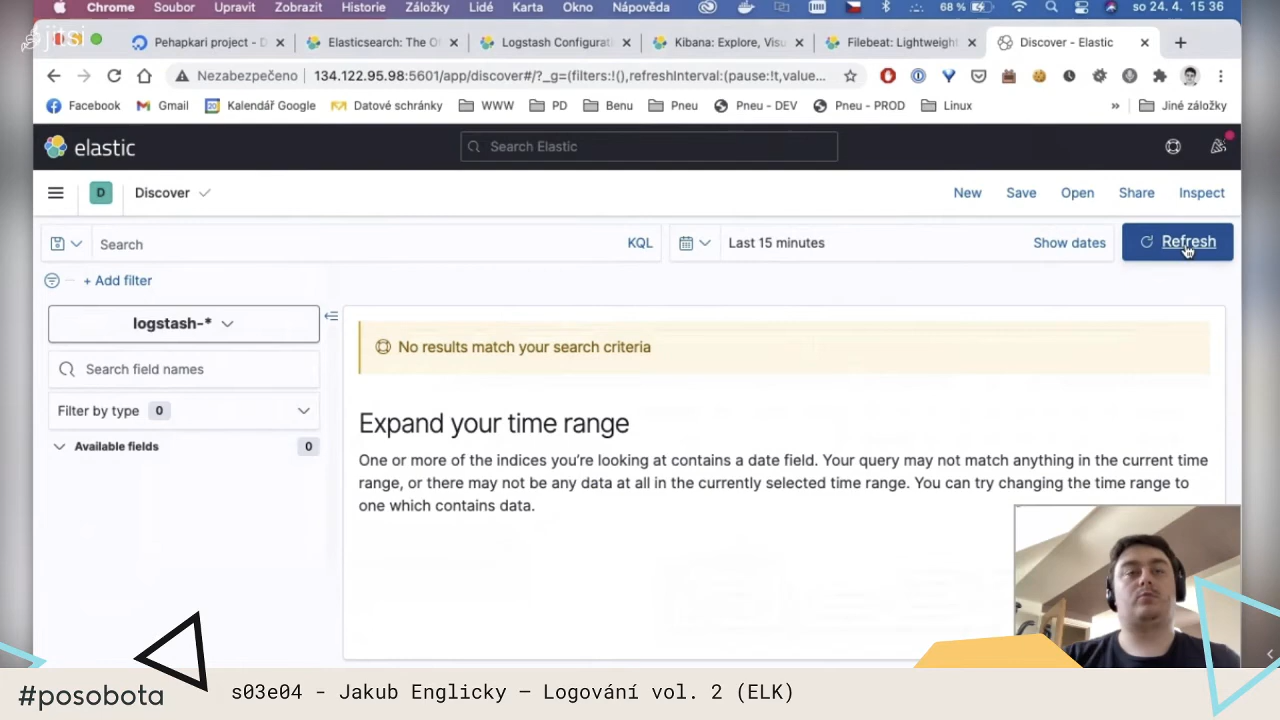 Chrome Soubor Upravit Zobrazit Historie Záložky Lidé Karta Okno Nápověda 68 % so 24. 4. 15 36
jitsi
Pehapkari project - D
Elasticsearch: The O
Logstash Configurati
Kibana: Explore, Visu
Filebeat: Lightweight
Discover - Elastic
Nezabezpečeno 134.122.95.98:5601/app/discover#/?_g=(filters:!(),refreshInterval:(pause:!t,value...
Facebook Gmail Kalendář Google Datové schránky WWW PD Benu Pneu Pneu - DEV Pneu - PROD Linux » Jiné záložky
elastic
Search Elastic
D Discover
New Save Open Share Inspect
Search KQL Last 15 minutes Show dates Refresh
+ Add filter
logstash-*
Search field names
Filter by type 0
Available fields 0
No results match your search criteria
Expand your time range
One or more of the indices you're looking at contains a date field. Your query may not match anything in the current time
range, or there may not be any data at all in the currently selected time range. You can try changing the time range to
one which contains data.
#posobota s03e04 - Jakub Englicky – Logování vol. 2 (ELK)